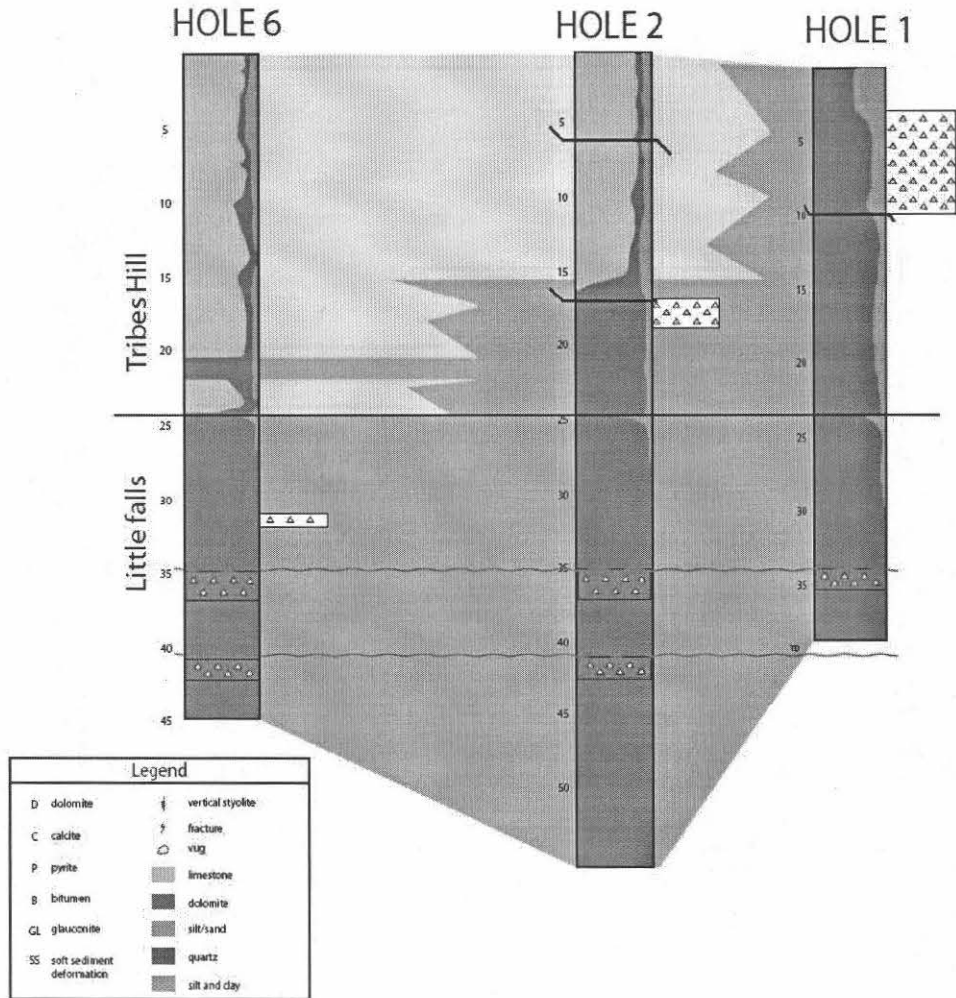 HOLE 6
HOLE 2
HOLE 1
Tribes Hill
Little falls
5
10
15
20
25
30
35
40
45
5
10
15
20
25
30
35
40
45
50
5
10
15
20
25
30
35
TD
Legend
D dolomite
C calcite
P pyrite
B bitumen
GL glauconite
SS soft sediment
deformation
vertical styolite
fracture
vug
limestone
dolomite
silt/sand
quartz
silt and clay